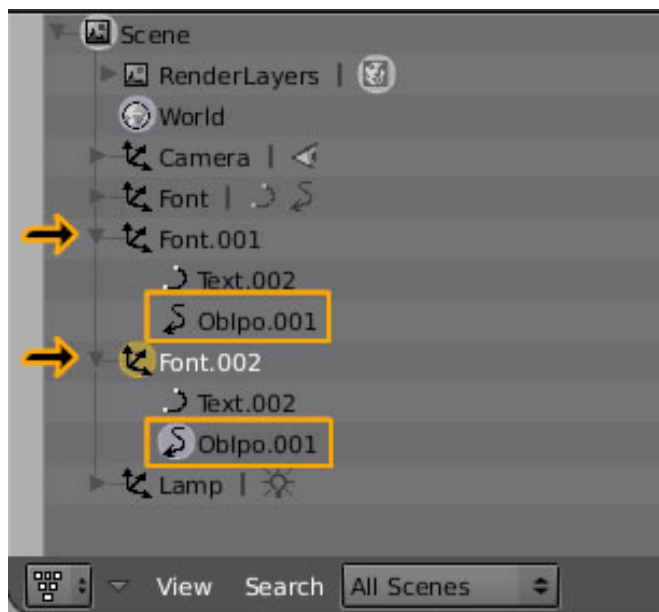 Scene
RenderLayers |
World
Camera |
Font |
Font.001
Text.002
ObIpo.001
Font.002
Text.002
ObIpo.001
Lamp |
View Search All Scenes